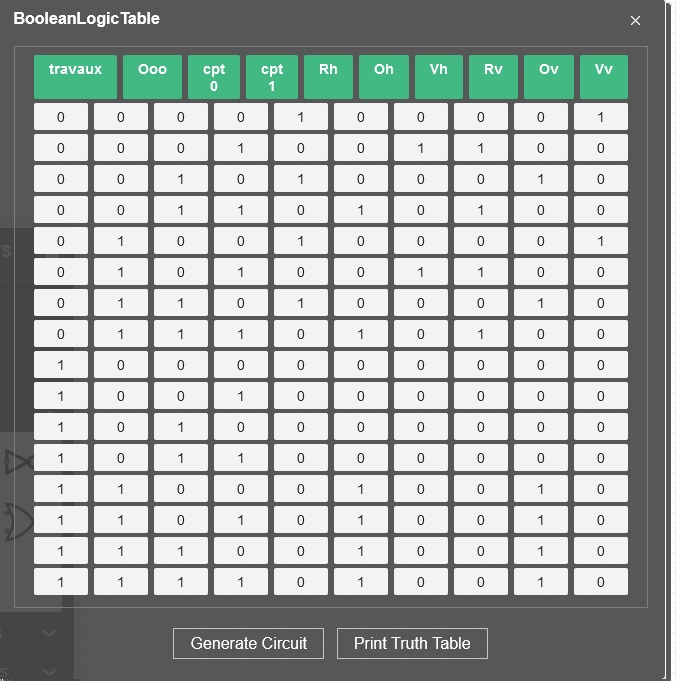 BooleanLogicTable ×
travaux Ooo cpt 0 cpt 1 Rh Oh Vh Rv Ov Vv
0 0 0 0 1 0 0 0 0 1
0 0 0 1 0 0 1 1 0 0
0 0 1 0 1 0 0 0 1 0
0 0 1 1 0 1 0 1 0 0
0 1 0 0 1 0 0 0 0 1
0 1 0 1 0 0 1 1 0 0
0 1 1 0 1 0 0 0 1 0
0 1 1 1 0 1 0 1 0 0
1 0 0 0 0 0 0 0 0 0
1 0 0 1 0 0 0 0 0 0
1 0 1 0 0 0 0 0 0 0
1 0 1 1 0 0 0 0 0 0
1 1 0 0 0 1 0 0 1 0
1 1 0 1 0 1 0 0 1 0
1 1 1 0 0 1 0 0 1 0
1 1 1 1 0 1 0 0 1 0
Generate Circuit Print Truth Table